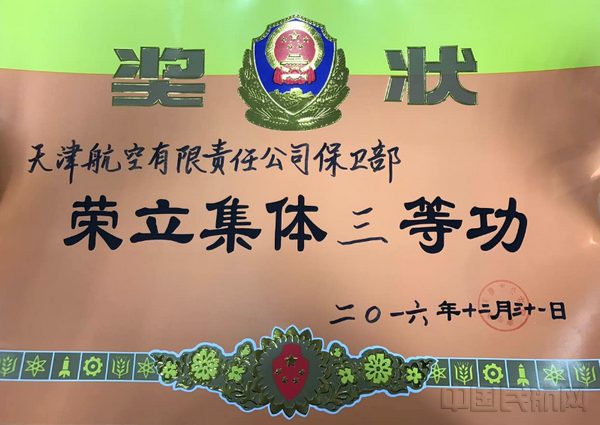 奖状
天津航空有限责任公司保卫部
荣立集体三等功
二〇一六年十二月三十一日
中国民航网